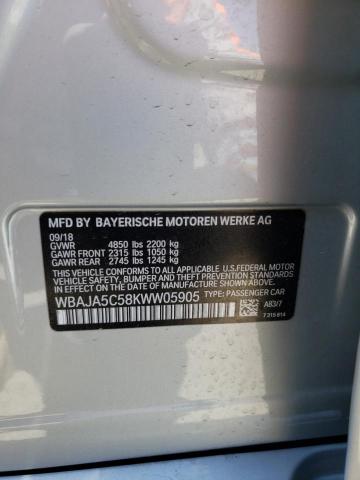 MFD BY BAYERISCHE MOTOREN WERKE AG
09/18
GVWR 4850 lbs 2200 kg
GAWR FRONT 2315 lbs 1050 kg
GAWR REAR 2745 lbs 1245 kg
THIS VEHICLE CONFORMS TO ALL APPLICABLE U.S.FEDERAL MOTOR
VEHICLE SAFETY, BUMPER, AND THEFT PREVENTION STANDARDS
IN EFFECT ON THE DATE OF MANUFACTURE SHOWN ABOVE.
WBAJA5C58KWW05905 TYPE: PASSENGER CAR
A83/7
7 315 814